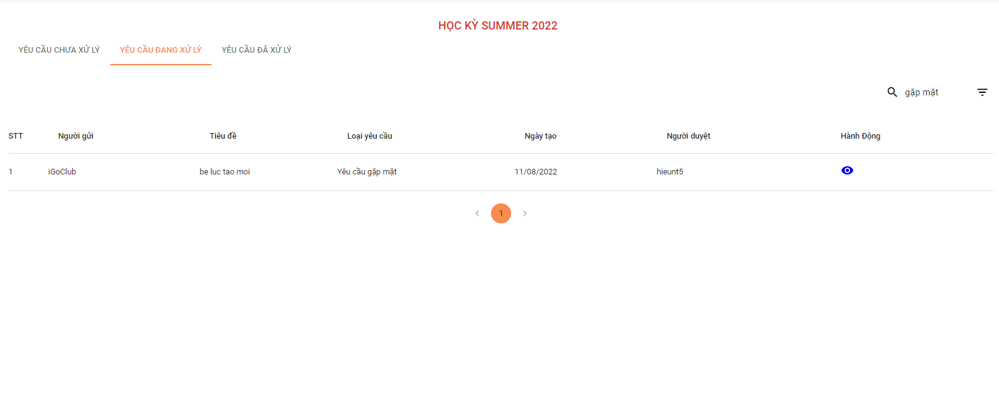 HỌC KỲ SUMMER 2022
YÊU CẦU CHƯA XỬ LÝ YÊU CẦU ĐANG XỬ LÝ YÊU CẦU ĐÃ XỬ LÝ
gặp mặt
STT Người gửi Tiêu đề Loại yêu cầu Ngày tạo Người duyệt Hành Động
1 iGoClub be luc tao moi Yêu cầu gặp mặt 11/08/2022 hieunt5
1